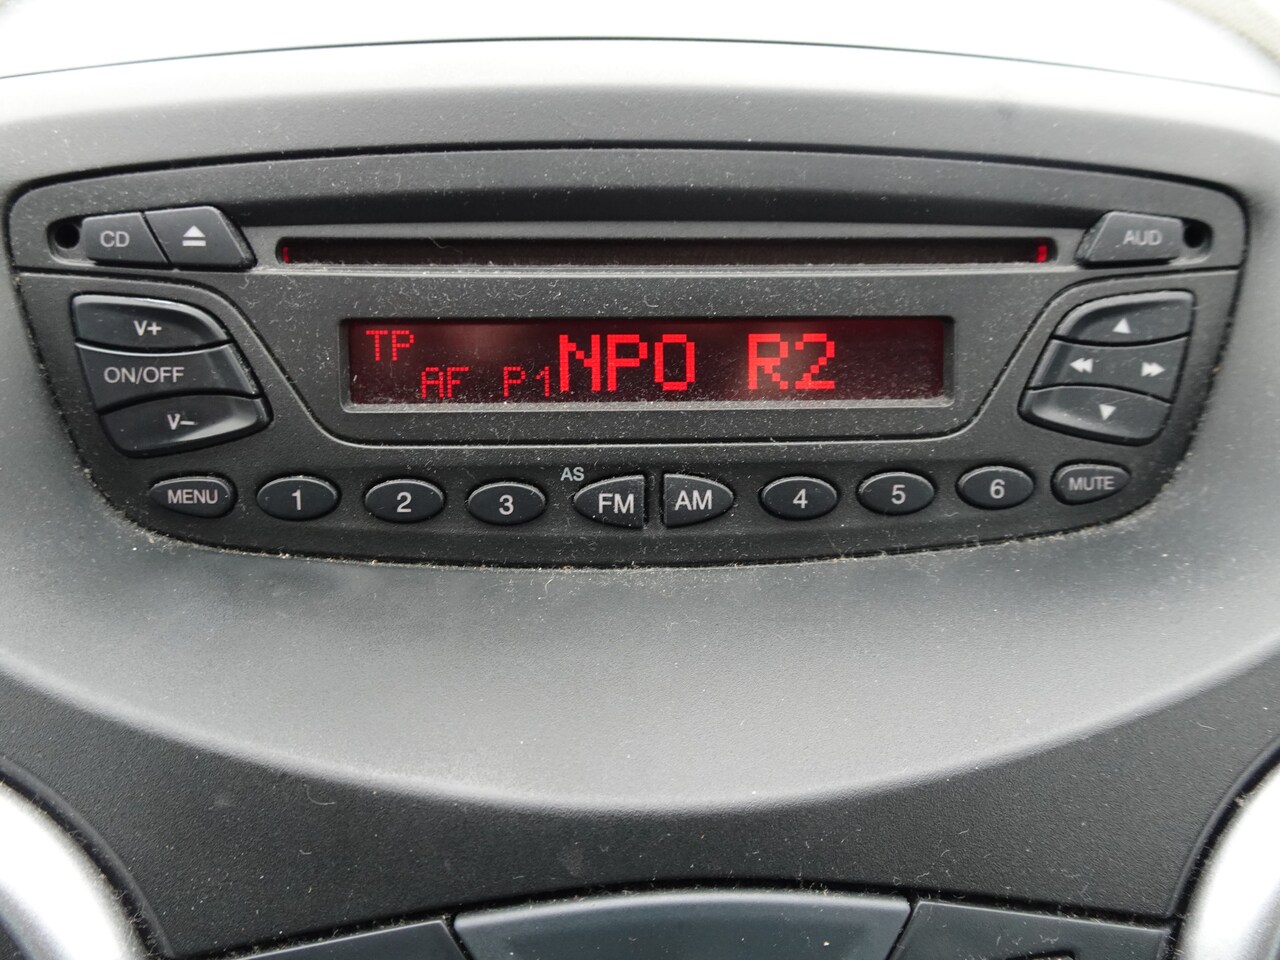 CD
AUD
V+
ON/OFF
V–
TP
AF P1 NPO R2
MENU
1
2
3
AS
FM
AM
4
5
6
MUTE